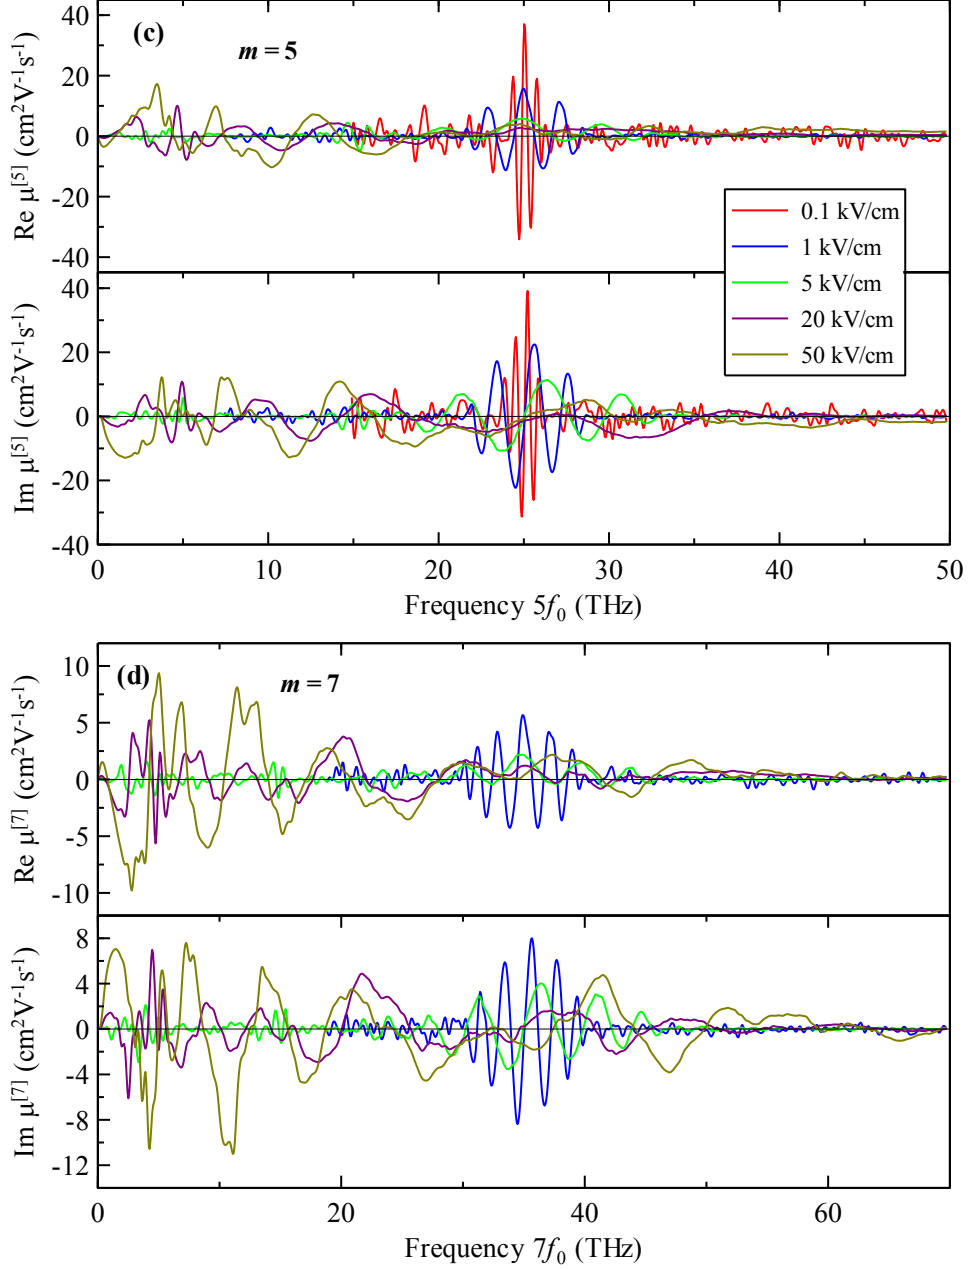 (c)
m = 5
40
20
0
-20
-40
Re μ[5] (cm2V-1s-1)
0.1 kV/cm
1 kV/cm
5 kV/cm
20 kV/cm
50 kV/cm
40
20
0
-20
-40
Im μ[5] (cm2V-1s-1)
0 10 20 30 40 50
Frequency 5f0 (THz)
(d)
m = 7
10
5
0
-5
-10
Re μ[7] (cm2V-1s-1)
8
4
0
-4
-8
-12
Im μ[7] (cm2V-1s-1)
0 20 40 60
Frequency 7f0 (THz)